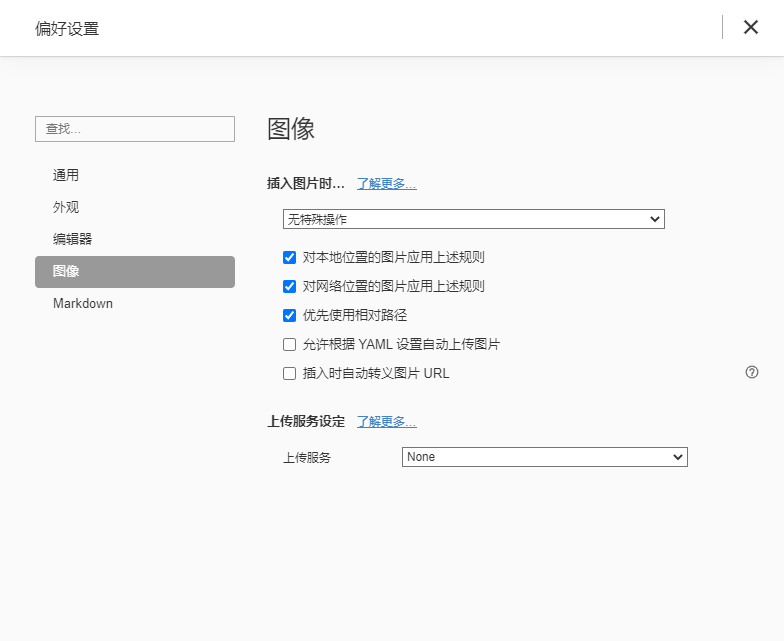 偏好设置
查找...
通用
外观
编辑器
图像
Markdown
图像
插入图片时... 了解更多...
无特殊操作
对本地位置的图片应用上述规则
对网络位置的图片应用上述规则
优先使用相对路径
允许根据 YAML 设置自动上传图片
插入时自动转义图片 URL
上传服务设定 了解更多...
上传服务 None